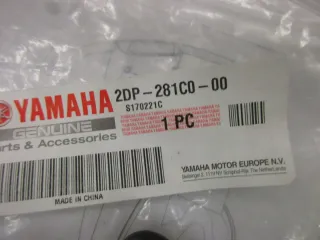 YAMAHA 2DP-281C0-00
S170221C
GENUINE
Parts & Accessories
1 PC
YAMAHA MOTOR EUROPE N.V.
MADE IN CHINA